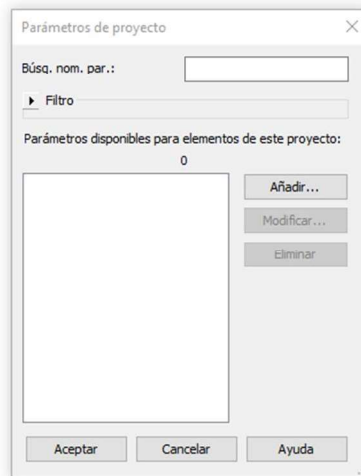 Parámetros de proyecto
Búsq. nom. par.:
Filtro
Parámetros disponibles para elementos de este proyecto:
0
Añadir...
Modificar...
Eliminar
Aceptar Cancelar Ayuda